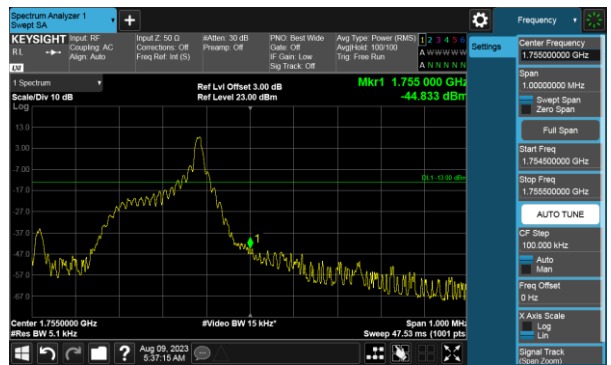 Spectrum Analyzer 1
Swept SA
Frequency
KEYSIGHT Input: RF Input Z: 50 Ω #Atten: 30 dB PNO: Best Wide Avg Type: Power (RMS) 1 2 3 4 5 6
RL Coupling: AC Corrections: Off Preamp: Off Gate: Off Avg|Hold: 100/100 A W W W W W
Align: Auto Freq Ref: Int (S) IF Gain: Low Trig: Free Run
Sig Track: Off A N N N N N
LXI
Settings
Center Frequency
1.755000000 GHz
Span
1.00000000 MHz
Swept Span
Zero Span
Full Span
Start Freq
1.754500000 GHz
Stop Freq
1.755500000 GHz
AUTO TUNE
CF Step
100.000 kHz
Auto
Man
Freq Offset
0 Hz
X Axis Scale
Log
Lin
Signal Track
(Span Zoom)
1 Spectrum
Scale/Div 10 dB
Log
Ref Lvl Offset 3.00 dB
Ref Level 23.00 dBm
Mkr1 1.755 000 GHz
-44.833 dBm
13.0
3.00
-7.00
DL1 -13.00 dBm
-17.0
-27.0
-37.0
1
-47.0
-57.0
-67.0
Center 1.7550000 GHz #Video BW 15 kHz* Span 1.000 MHz
#Res BW 5.1 kHz Sweep 47.53 ms (1001 pts)
Aug 09, 2023
5:37:15 AM